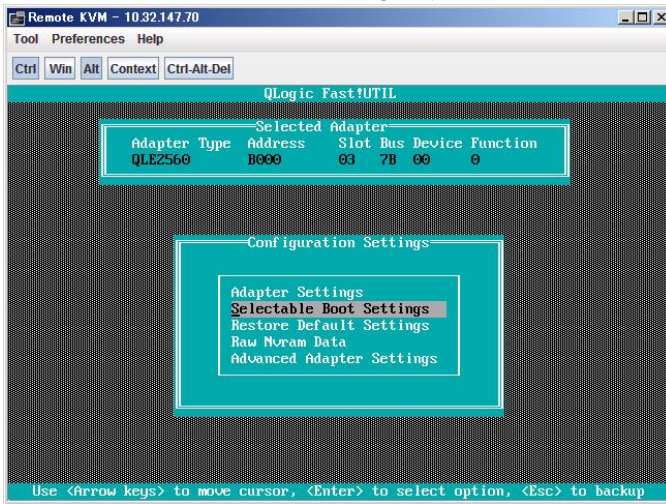 Remote KVM - 10.32.147.70
Tool Preferences Help
Ctrl Win Alt Context Ctrl-Alt-Del
QLogic Fast!UTIL
Selected Adapter
Adapter Type Address Slot Bus Device Function
QLE2560 B000 03 7B 00 0
Configuration Settings
Adapter Settings
Selectable Boot Settings
Restore Default Settings
Raw Nvram Data
Advanced Adapter Settings
Use <Arrow keys> to move cursor, <Enter> to select option, <Esc> to backup